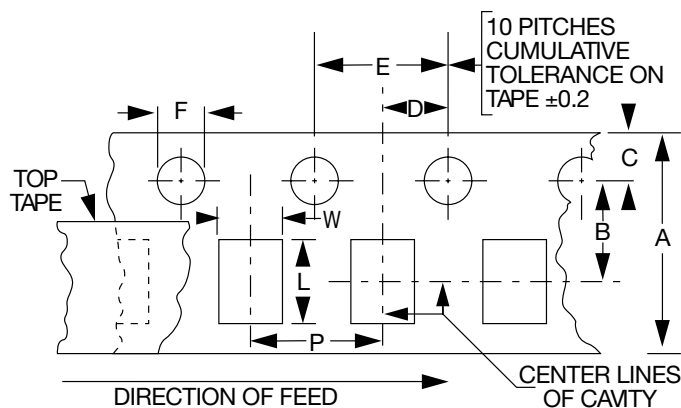 10 PITCHES
CUMULATIVE
TOLERANCE ON
TAPE ±0.2
E
F
D
C
TOP
TAPE
W
B
A
L
P
CENTER LINES
OF CAVITY
DIRECTION OF FEED